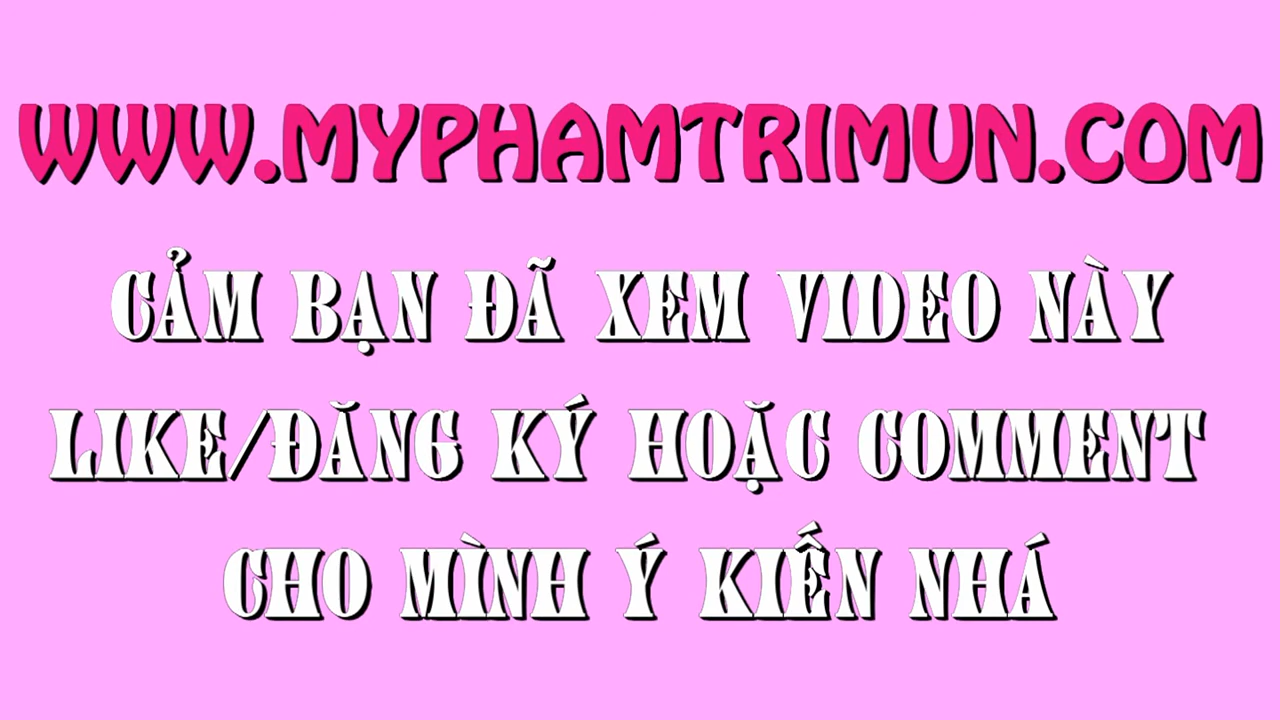 WWW.MYPHAMTRIMUN.COM
CẢM BẠN ĐÃ XEM VIDEO NÀY
LIKE/ĐĂNG KÝ HOẶC COMMENT
CHO MÌNH Ý KIẾN NHÁ